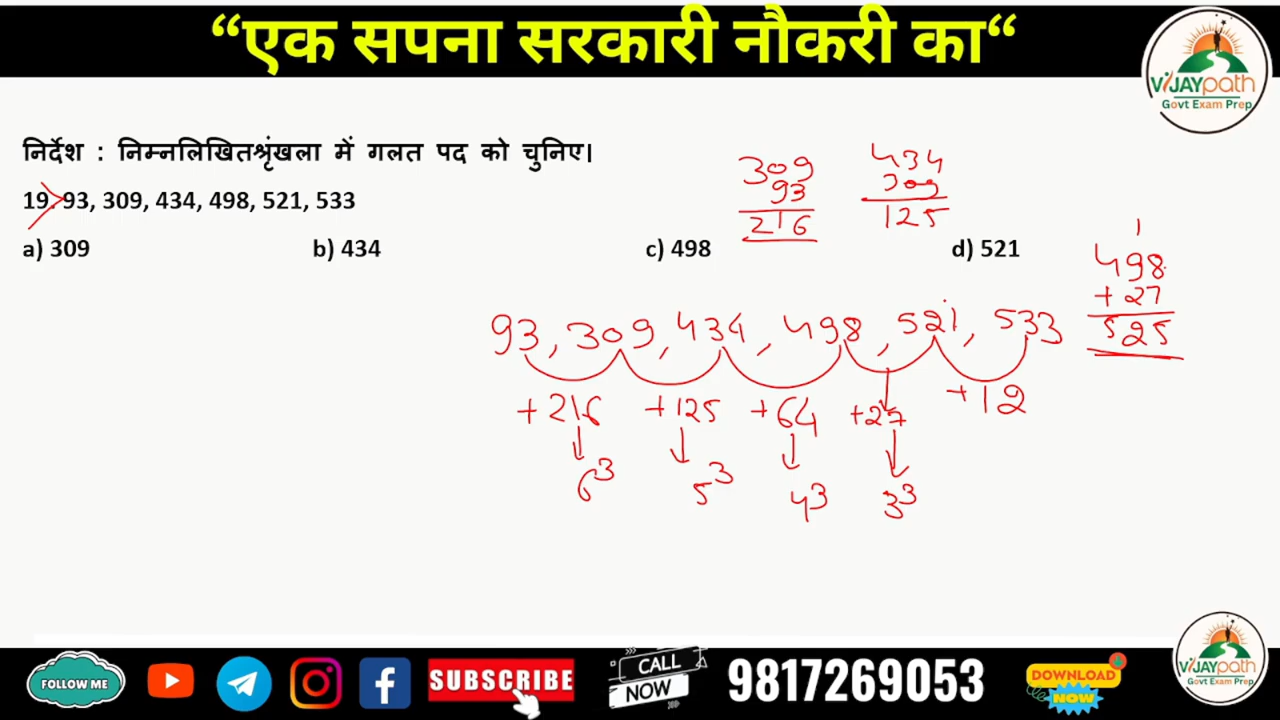 “एक सपना सरकारी नौकरी का“
VIJAYpath
Govt Exam Prep
निर्देश : निम्नलिखितश्रृंखला में गलत पद को चुनिए।
19. 93, 309, 434, 498, 521, 533
a) 309 b) 434 c) 498 d) 521
309
93
216
434
309
125
1
498
+27
525
93, 309, 434, 498, 521, 533
+216 +125 +64 +27 +12
6³ 5³ 4³ 3³
FOLLOW ME
SUBSCRIBE
CALL NOW
9817269053
DOWNLOAD NOW
VIJAYpath
Govt Exam Prep